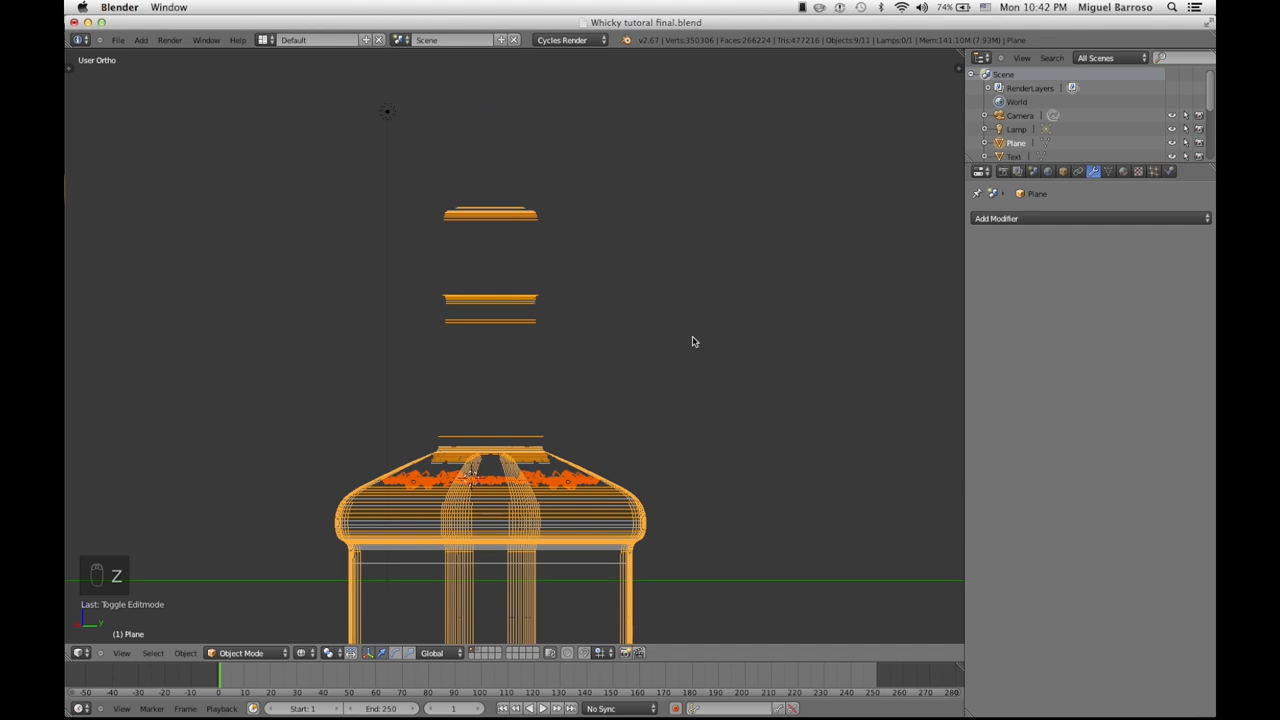 Blender Window 74% Mon 10:42 PM Miguel Barroso
Whicky tutoral final.blend
File Add Render Window Help Default Scene Cycles Render v2.67 | Verts:350306 | Faces:266224 | Tris:477216 | Objects:9/11 | Lamps:0/1 | Mem:141.10M (7.93M) | Plane
View Search All Scenes
User Ortho
Scene
RenderLayers |
World
Camera |
Lamp |
Plane |
Text |
Plane
Add Modifier
Z
Last: Toggle Editmode
y
(1) Plane
View Select Object Object Mode Global
-50 -40 -30 -20 -10 0 10 20 30 40 50 60 70 80 90 100 110 120 130 140 150 160 170 180 190 200 210 220 230 240 250 260 270 280
View Marker Frame Playback Start: 1 End: 250 1 No Sync